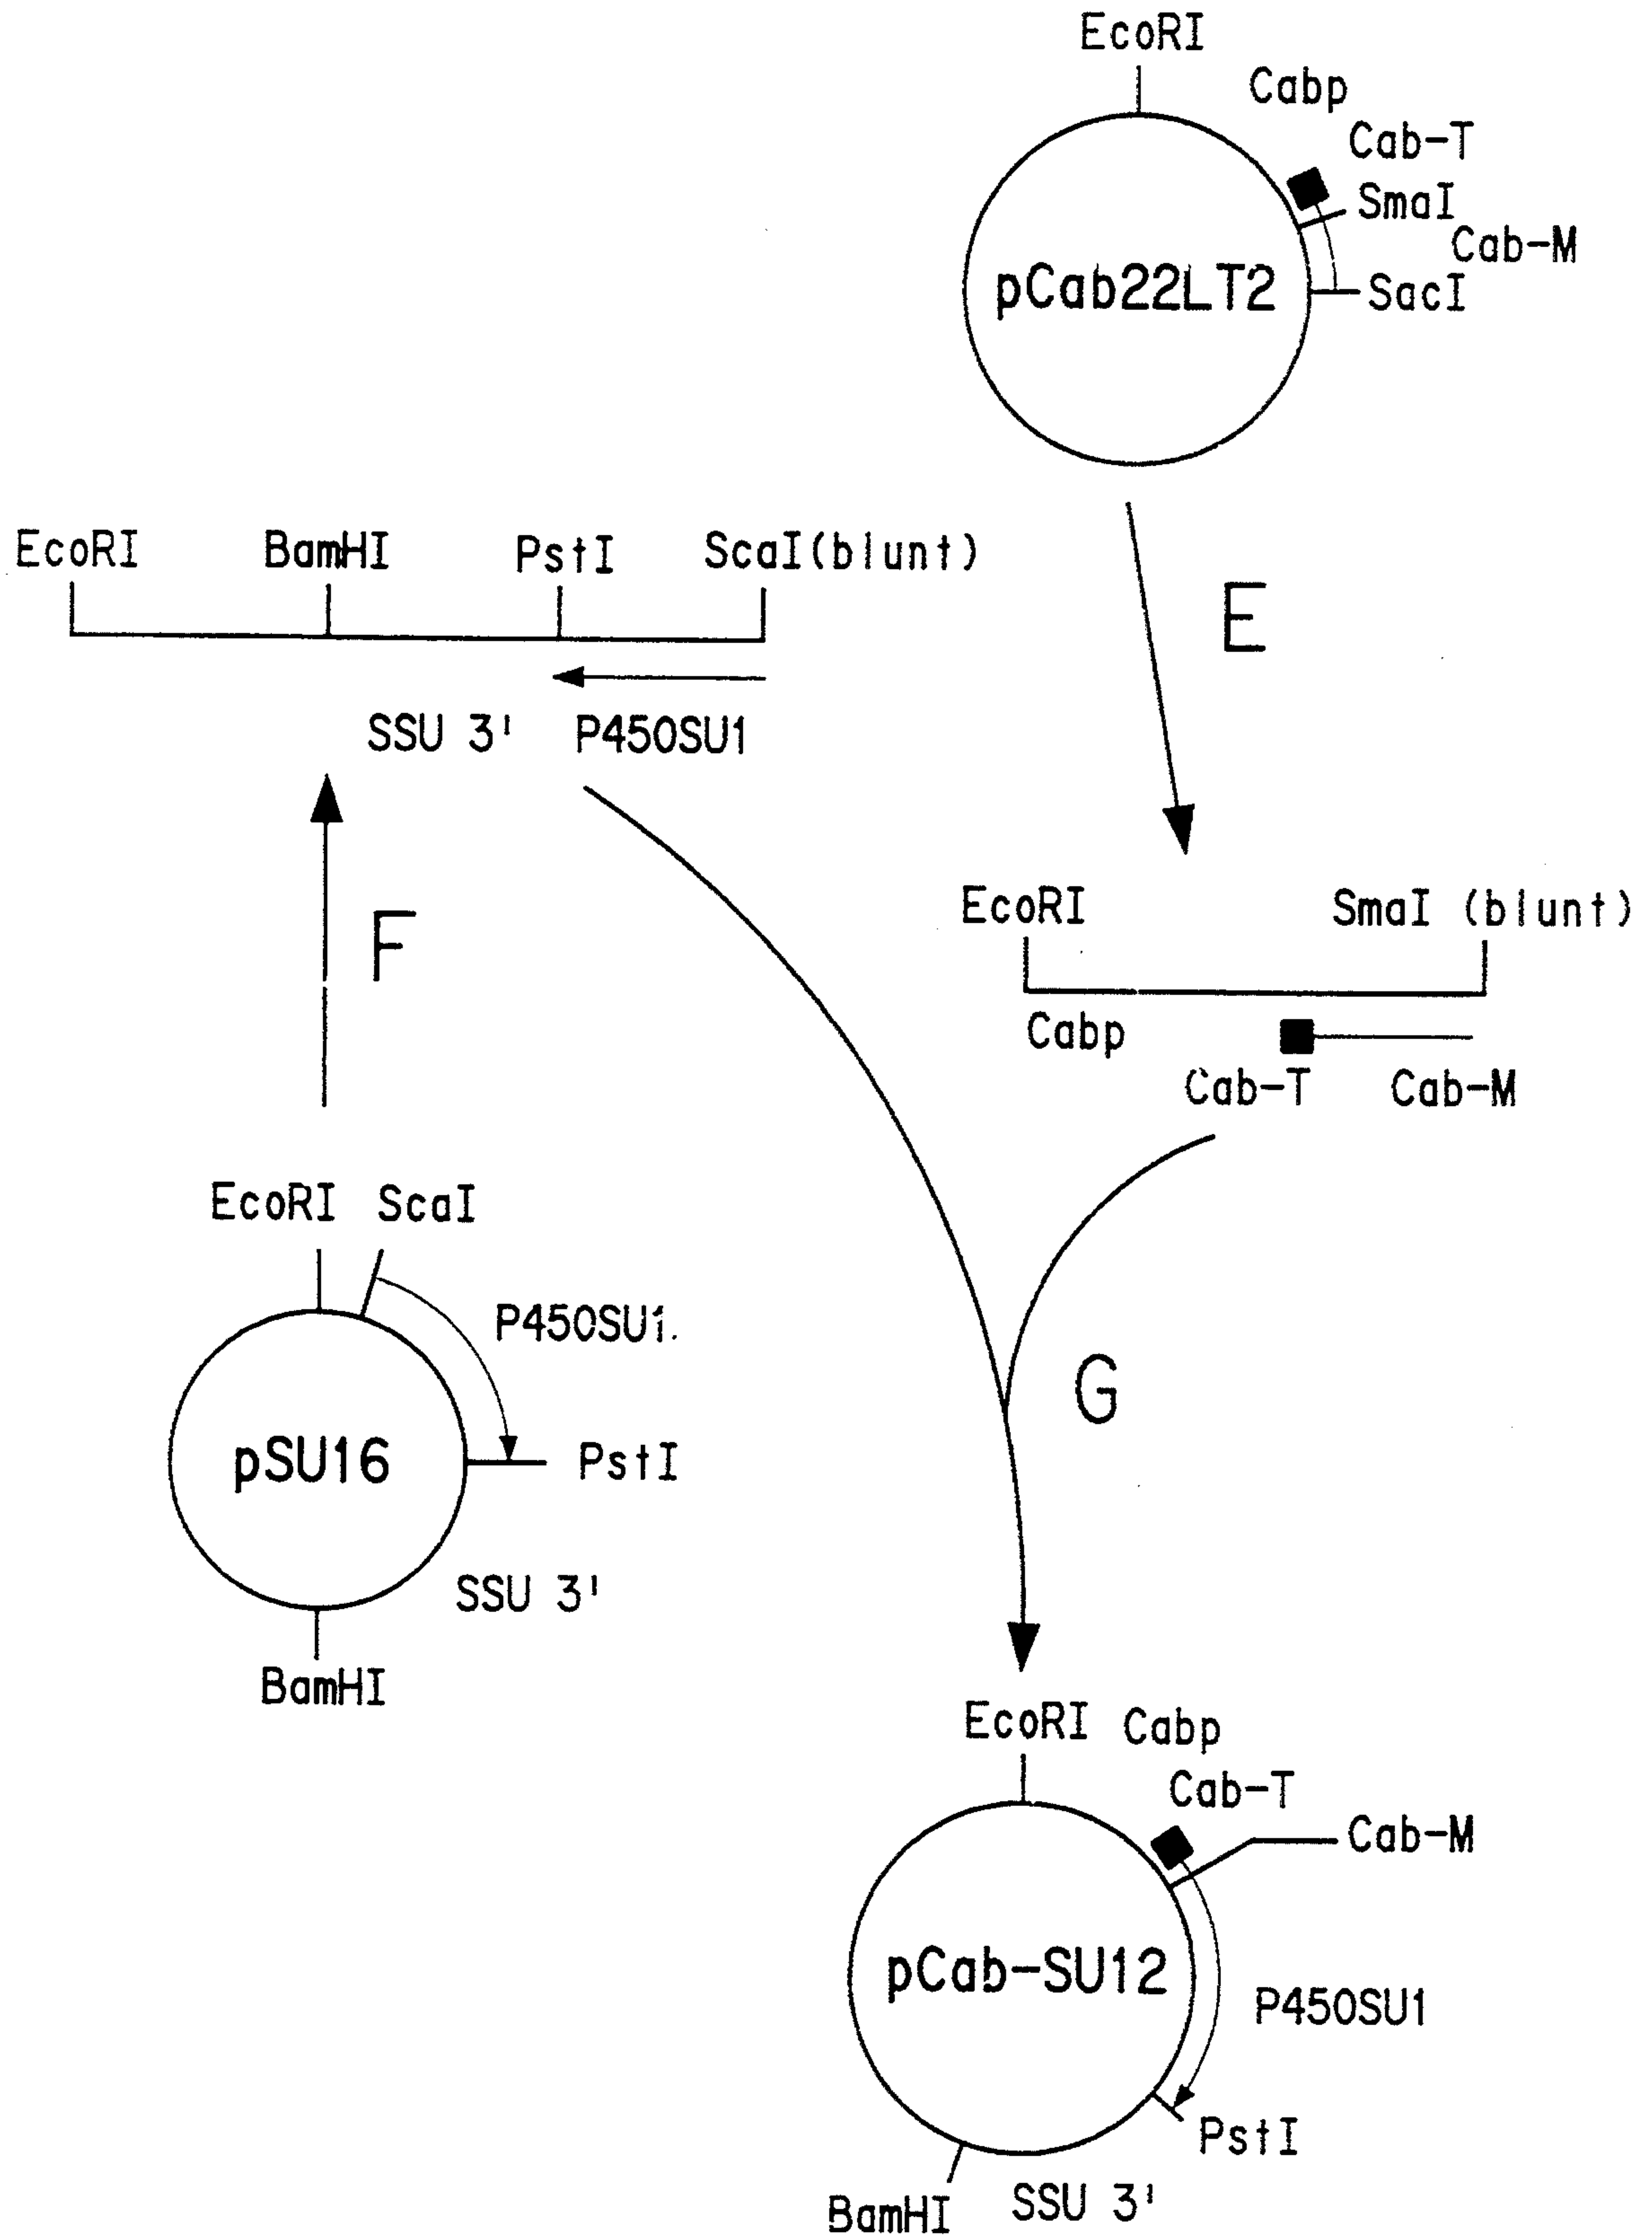 EcoRI
Cabp
Cab-T
SmaI
Cab-M
pCab22LT2
SacI
EcoRI
BamHI
PstI
ScaI(blunt)
SSU 3'
P450SU1
E
EcoRI
SmaI (blunt)
Cabp
Cab-T
Cab-M
F
EcoRI
ScaI
P450SU1.
pSU16
PstI
SSU 3'
BamHI
G
EcoRI
Cabp
Cab-T
Cab-M
pCab-SU12
P450SU1
PstI
BamHI
SSU 3'